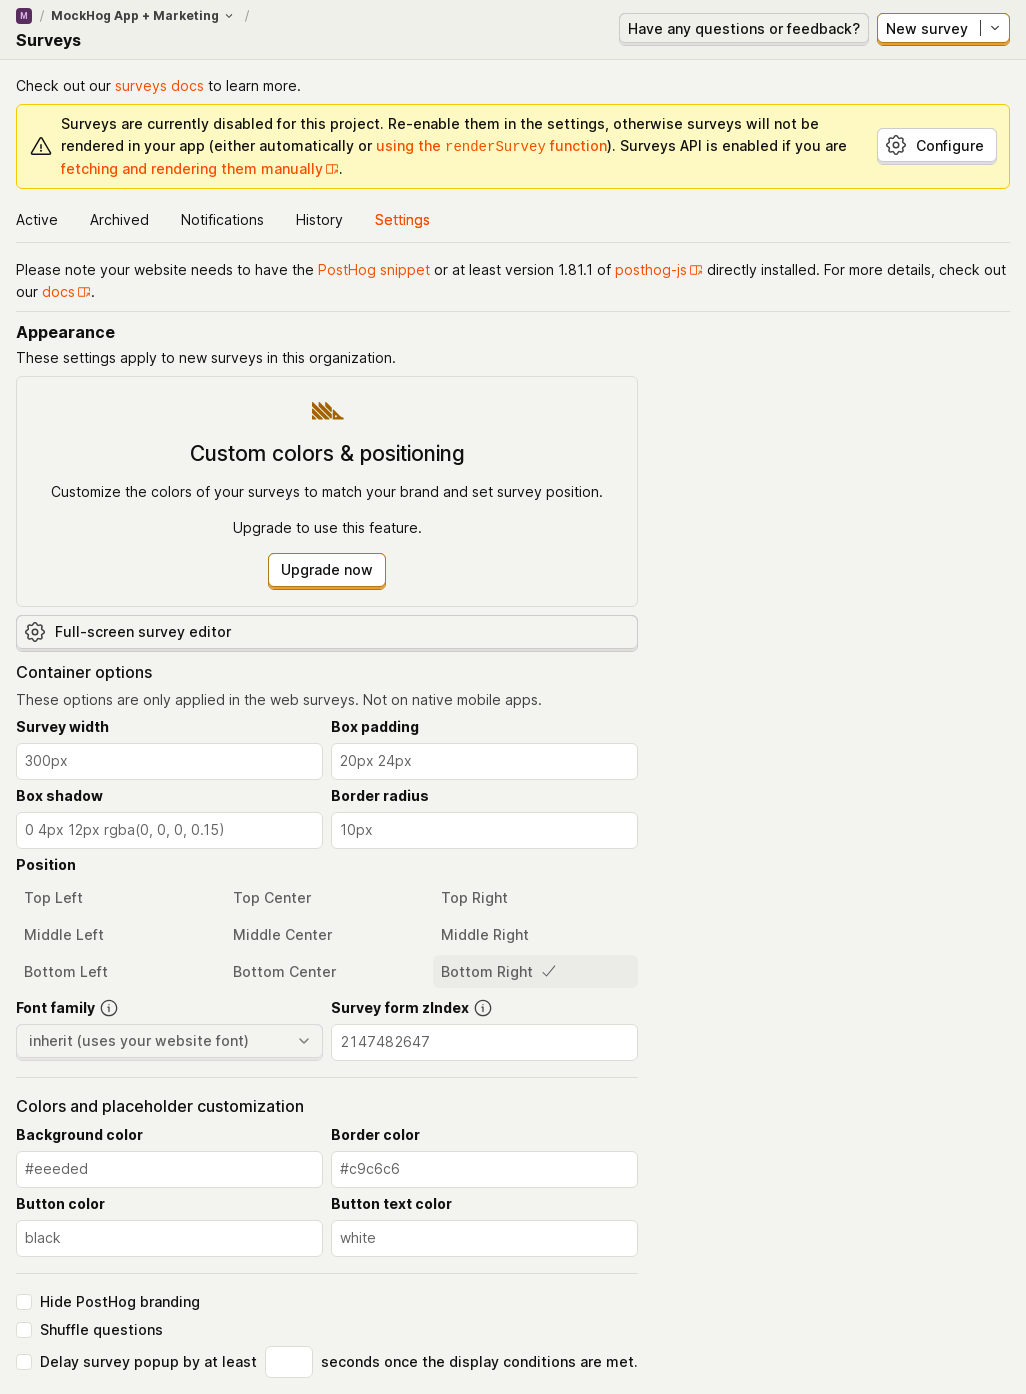 M / MockHog App + Marketing /
Surveys
Have any questions or feedback?
New survey
Check out our surveys docs to learn more.
Surveys are currently disabled for this project. Re-enable them in the settings, otherwise surveys will not be
rendered in your app (either automatically or using the renderSurvey function). Surveys API is enabled if you are
fetching and rendering them manually.
Configure
Active Archived Notifications History Settings
Please note your website needs to have the PostHog snippet or at least version 1.81.1 of posthog-js directly installed. For more details, check out
our docs.
Appearance
These settings apply to new surveys in this organization.
Custom colors & positioning
Customize the colors of your surveys to match your brand and set survey position.
Upgrade to use this feature.
Upgrade now
Full-screen survey editor
Container options
These options are only applied in the web surveys. Not on native mobile apps.
Survey width Box padding
300px 20px 24px
Box shadow Border radius
0 4px 12px rgba(0, 0, 0, 0.15) 10px
Position
Top Left Top Center Top Right
Middle Left Middle Center Middle Right
Bottom Left Bottom Center Bottom Right
Font family Survey form zIndex
inherit (uses your website font) 2147482647
Colors and placeholder customization
Background color Border color
#eeeded #c9c6c6
Button color Button text color
black white
Hide PostHog branding
Shuffle questions
Delay survey popup by at least seconds once the display conditions are met.